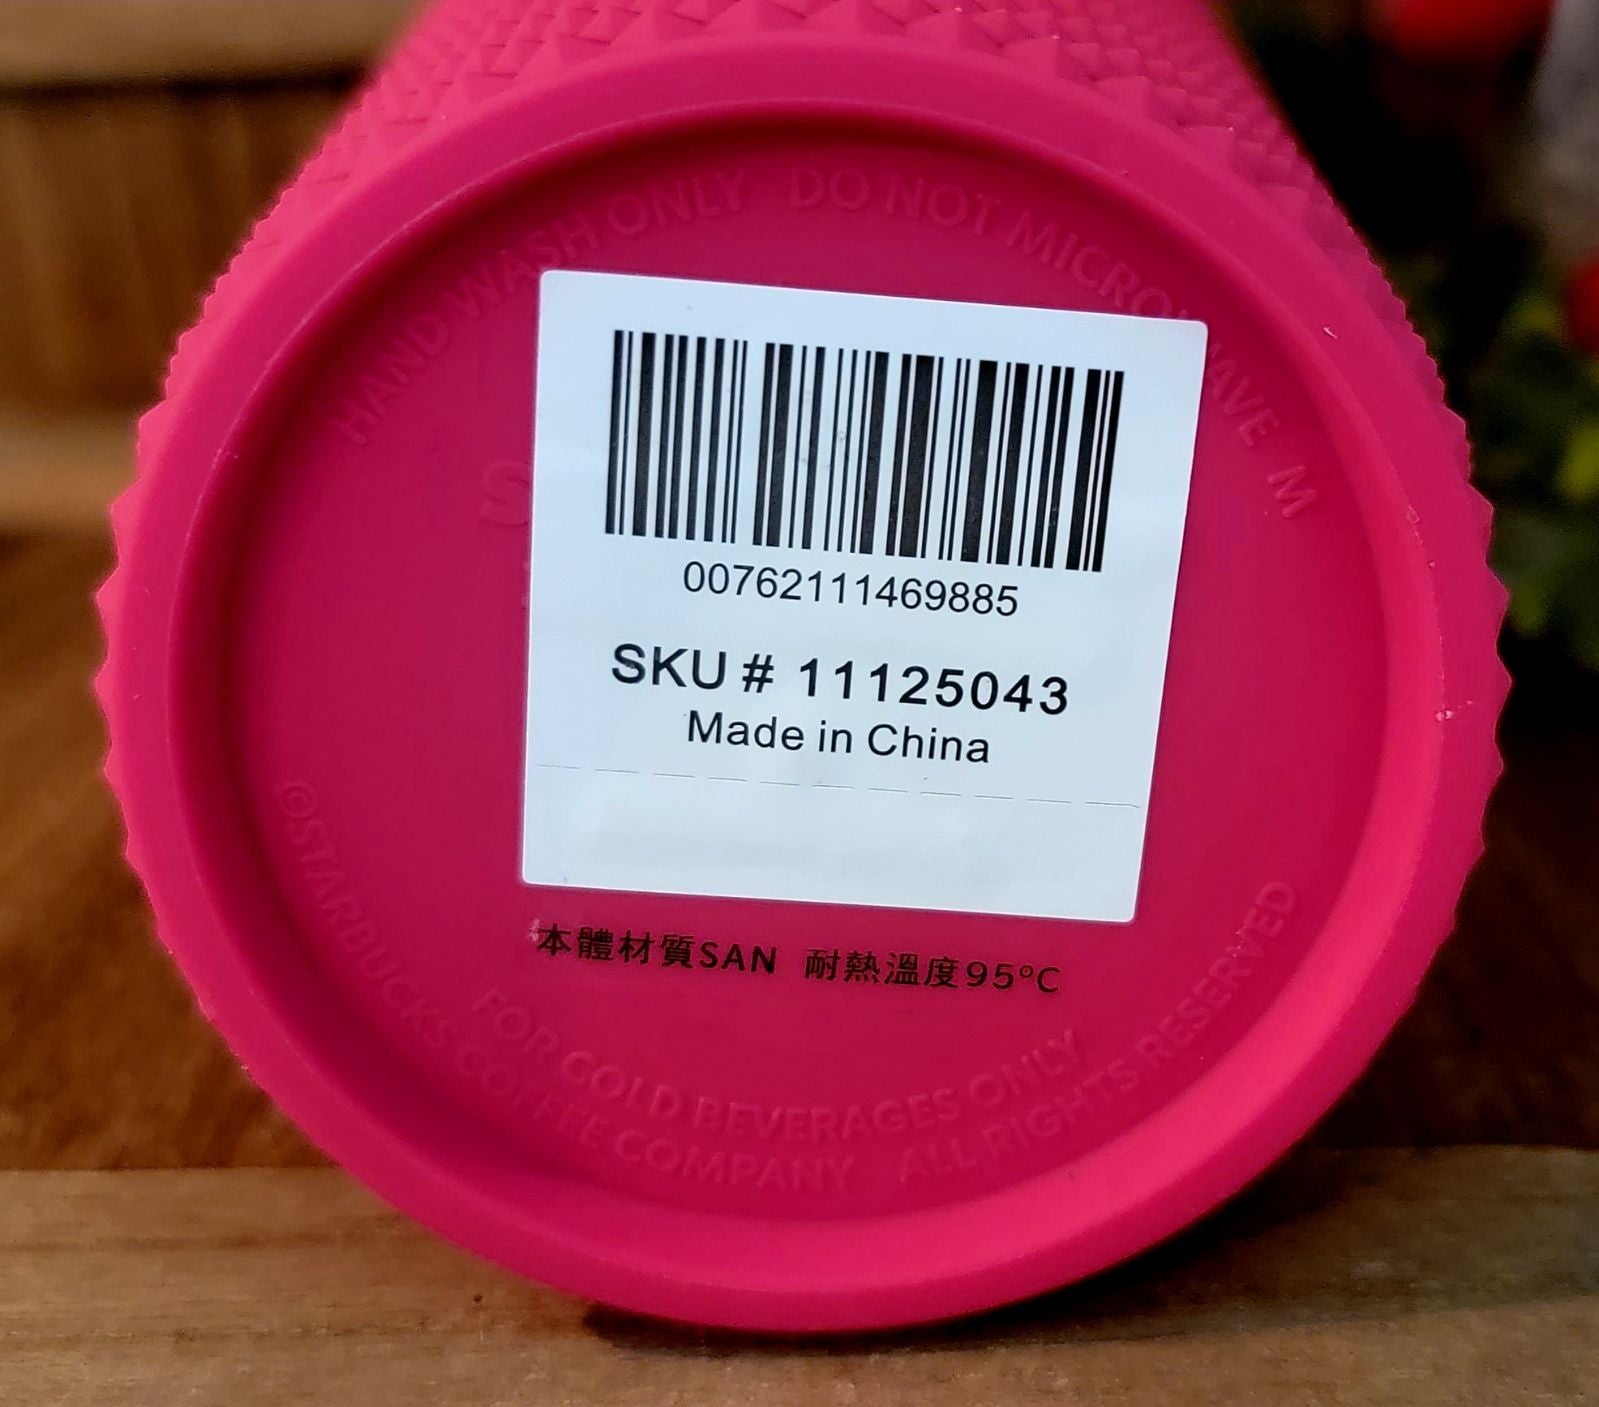 HAND WASH ONLY DO NOT MICROWAVE M
00762111469885
SKU # 11125043
Made in China
本體材質SAN 耐熱溫度95°C
FOR COLD BEVERAGES ONLY
©STARBUCKS COFFEE COMPANY ALL RIGHTS RESERVED